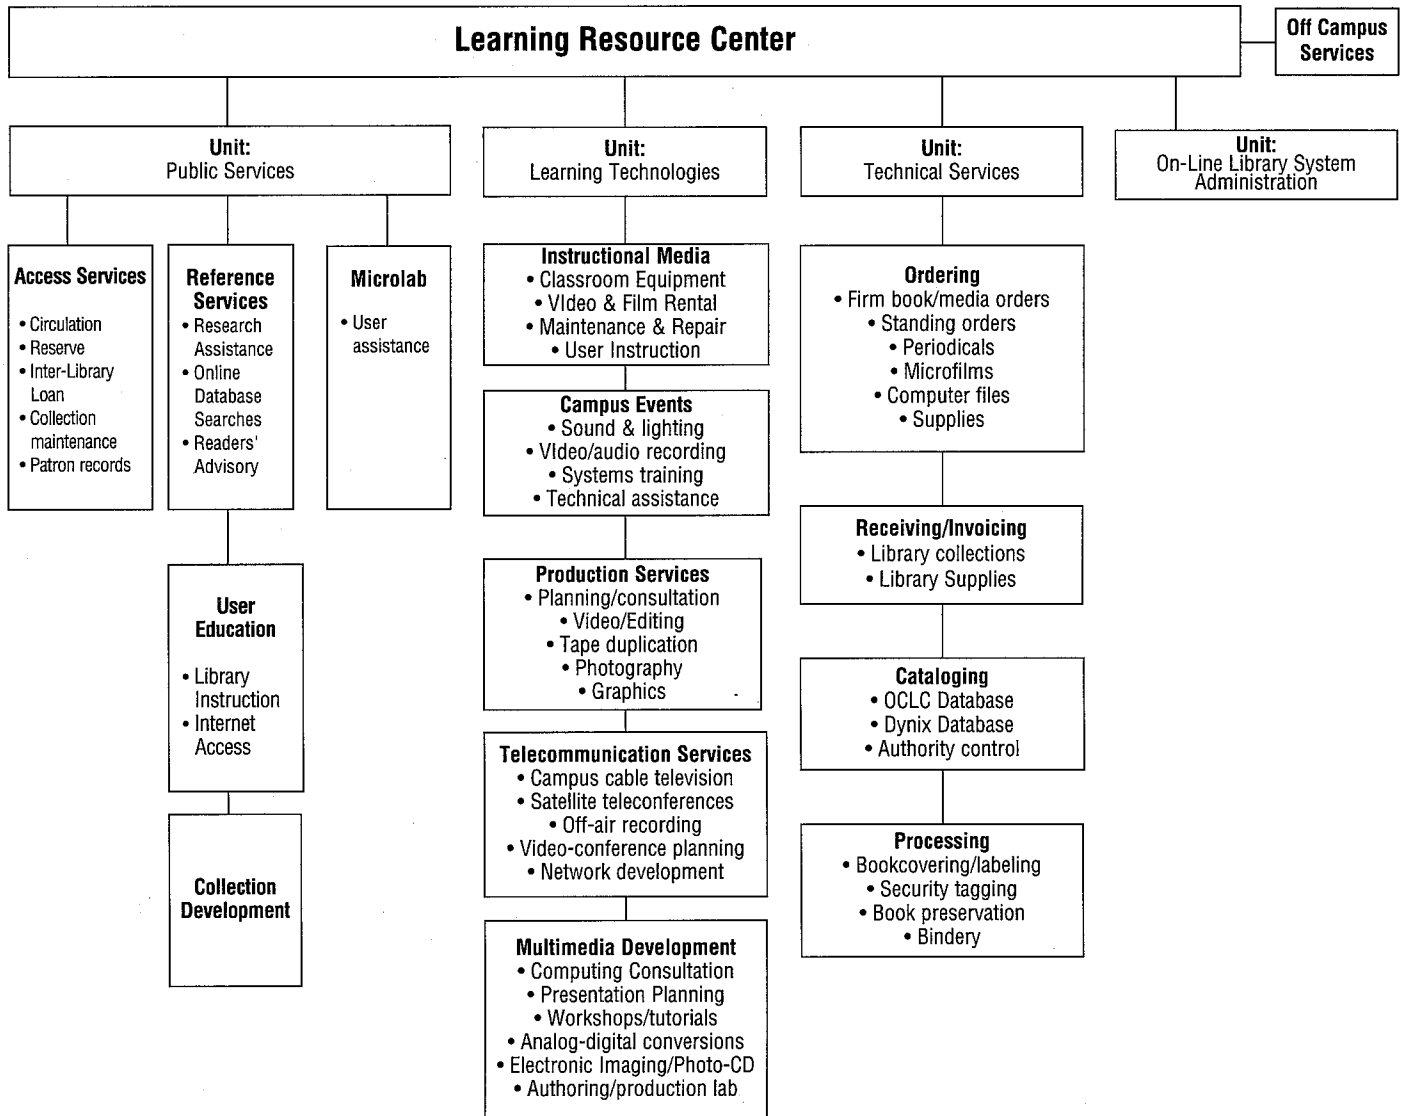 Learning Resource Center
Off Campus
Services
Unit:
Public Services
Unit:
Learning Technologies
Unit:
Technical Services
Unit:
On-Line Library System
Administration
Access Services
• Circulation
• Reserve
• Inter-Library
Loan
• Collection
maintenance
• Patron records
Reference
Services
• Research
Assistance
• Online
Database
Searches
• Readers'
Advisory
Microlab
• User
assistance
User
Education
• Library
Instruction
• Internet
Access
Collection
Development
Instructional Media
• Classroom Equipment
• VIdeo & Film Rental
• Maintenance & Repair
• User Instruction
Campus Events
• Sound & lighting
• VIdeo/audio recording
• Systems training
• Technical assistance
Production Services
• Planning/consultation
• Video/Editing
• Tape duplication
• Photography
• Graphics
Telecommunication Services
• Campus cable television
• Satellite teleconferences
• Off-air recording
• Video-conference planning
• Network development
Multimedia Development
• Computing Consultation
• Presentation Planning
• Workshops/tutorials
• Analog-digital conversions
• Electronic Imaging/Photo-CD
• Authoring/production lab
Ordering
• Firm book/media orders
• Standing orders
• Periodicals
• Microfilms
• Computer files
• Supplies
Receiving/Invoicing
• Library collections
• Library Supplies
Cataloging
• OCLC Database
• Dynix Database
• Authority control
Processing
• Bookcovering/labeling
• Security tagging
• Book preservation
• Bindery